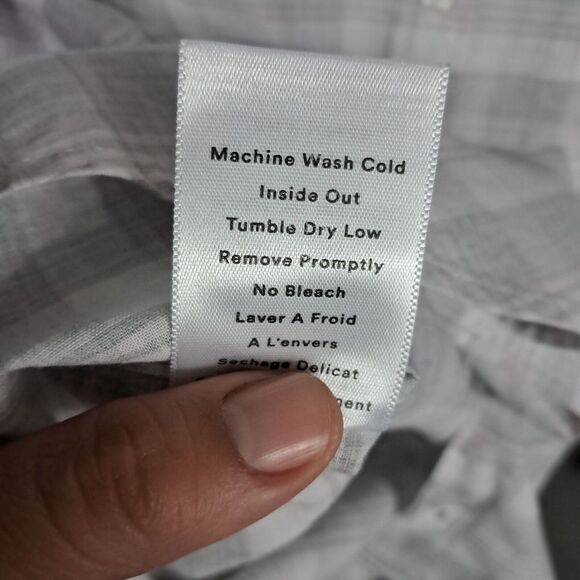 Machine Wash Cold
Inside Out
Tumble Dry Low
Remove Promptly
No Bleach
Laver A Froid
A L'envers
Sechage Delicat